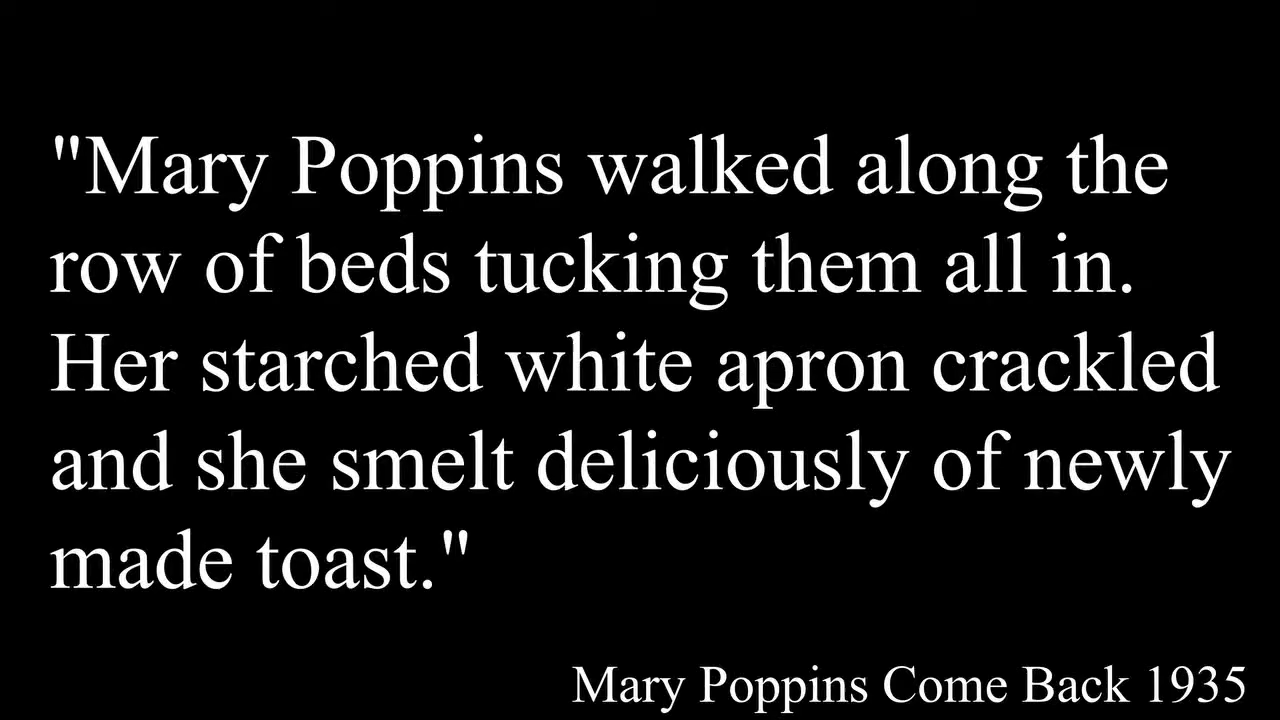 "Mary Poppins walked along the
row of beds tucking them all in.
Her starched white apron crackled
and she smelt deliciously of newly
made toast."
Mary Poppins Come Back 1935